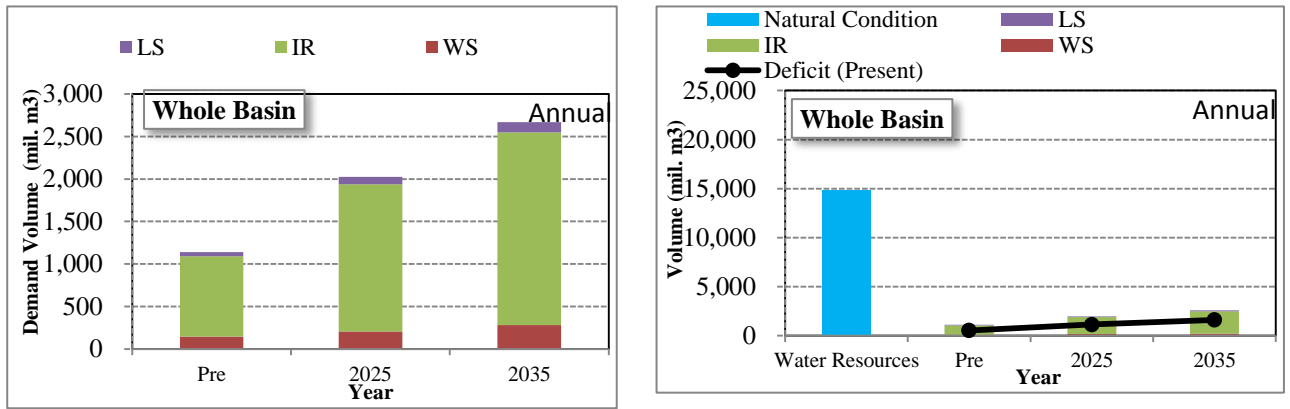 LS IR WS
3,000
2,500
2,000
1,500
1,000
500
0
Demand Volume (mil. m3)
Whole Basin
Annual
Pre 2025 2035
Year
Natural Condition LS
IR WS
Deficit (Present)
25,000
20,000
15,000
10,000
5,000
0
Volume (mil. m3)
Whole Basin
Annual
Water Resources Pre 2025 2035
Year